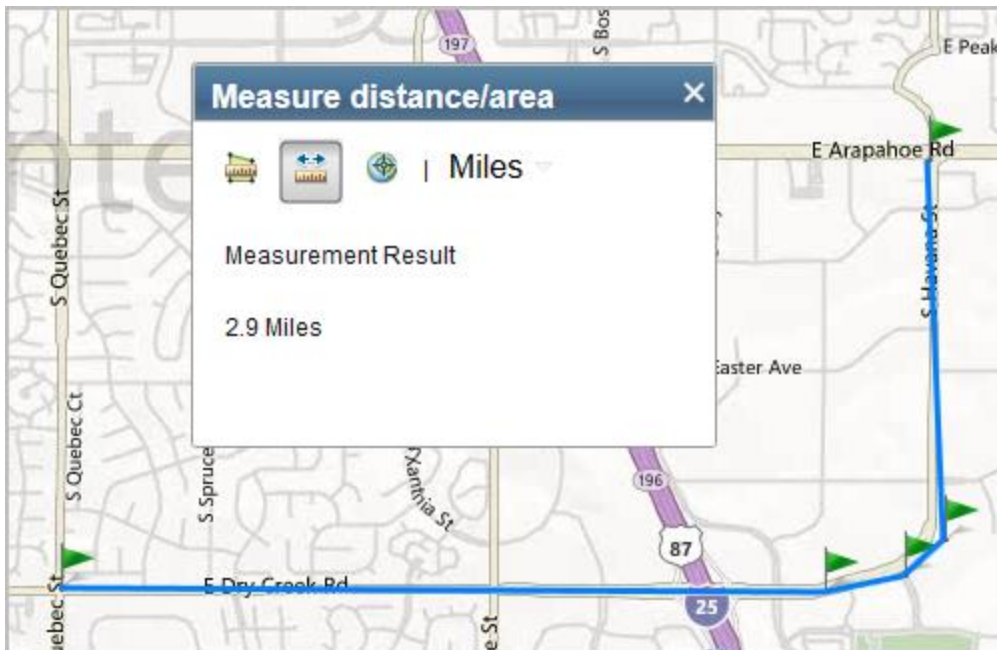 197
S Bos
E Peak
Measure distance/area
Miles
E Arapahoe Rd
nte
S Quebec St
S Havana St
Measurement Result
2.9 Miles
Easter Ave
S Quebec Ct
S Spruce
Xanthia St
196
87
E Dry Creek Rd
25
uebec St
e St